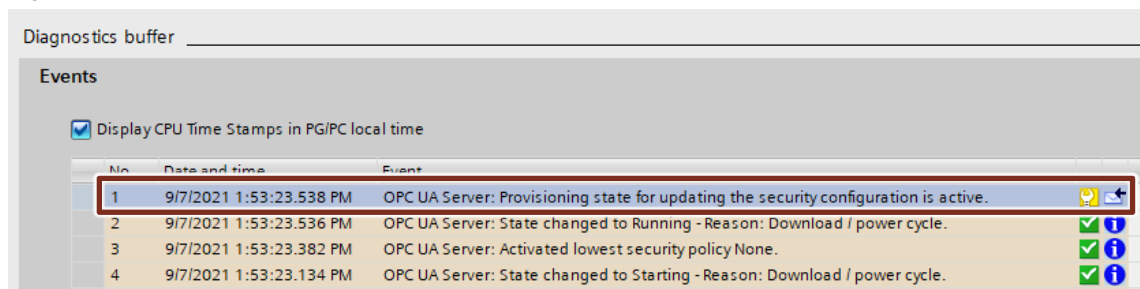 Diagnostics buffer
Events
Display CPU Time Stamps in PG/PC local time
No. Date and time Event
1 9/7/2021 1:53:23.538 PM OPC UA Server: Provisioning state for updating the security configuration is active.
2 9/7/2021 1:53:23.536 PM OPC UA Server: State changed to Running - Reason: Download / power cycle.
3 9/7/2021 1:53:23.382 PM OPC UA Server: Activated lowest security policy None.
4 9/7/2021 1:53:23.134 PM OPC UA Server: State changed to Starting - Reason: Download / power cycle.